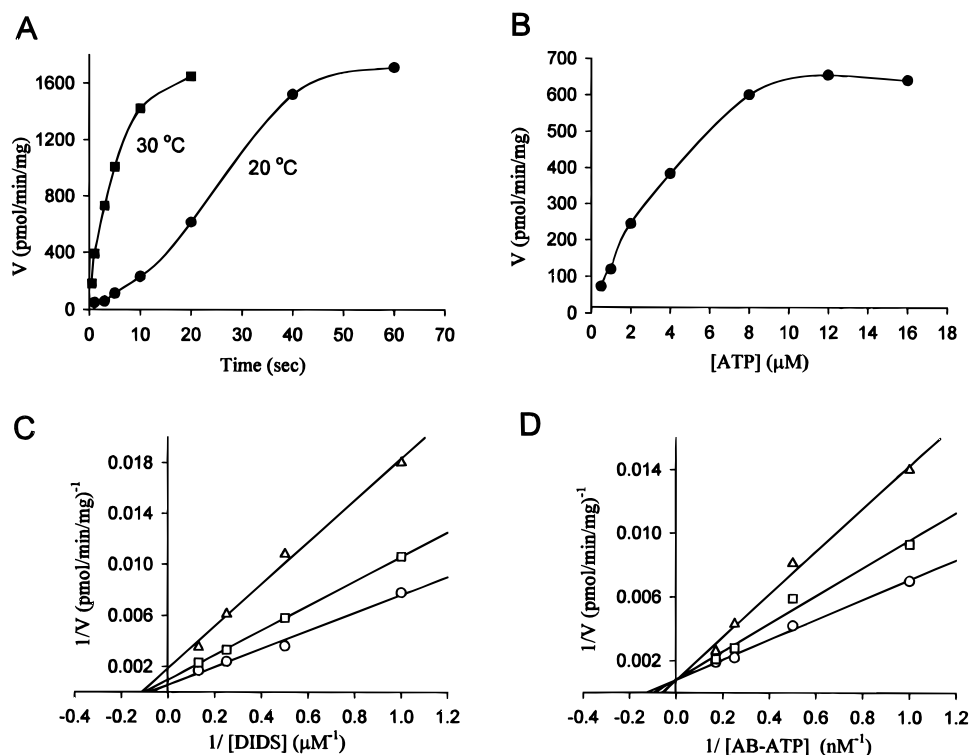 A
1600
1200
800
400
0
V (pmol/min/mg)
30 °C
20 °C
0 10 20 30 40 50 60 70
Time (sec)
B
700
600
500
400
300
200
100
0
V (pmol/min/mg)
0 2 4 6 8 10 12 14 16 18
[ATP] (μM)
C
0.018
0.014
0.010
0.006
0.002
1/V (pmol/min/mg)⁻¹
-0.4 -0.2 0.0 0.2 0.4 0.6 0.8 1.0 1.2
1/ [DIDS] (μM⁻¹)
D
0.014
0.010
0.006
0.002
1/V (pmol/min/mg)⁻¹
-0.4 -0.2 0.0 0.2 0.4 0.6 0.8 1.0 1.2
1/ [AB-ATP] (nM⁻¹)